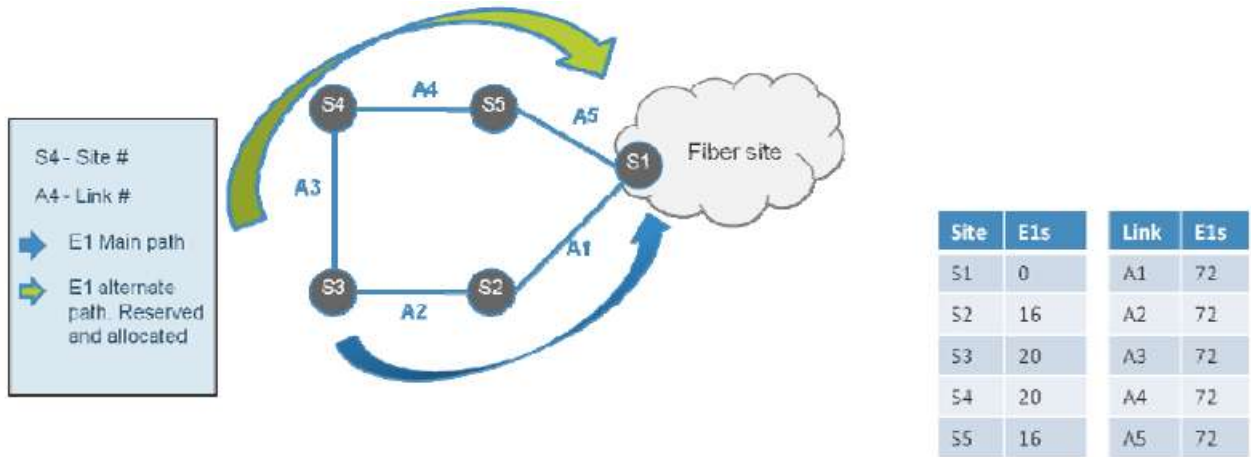 A4
S4
S5
A5
S4 - Site #
A4 - Link #
E1 Main path
E1 alternate
path. Reserved
and allocated
A3
S1
Fiber site
A1
S3
S2
A2
Site E1s
S1 0
S2 16
S3 20
S4 20
S5 16
Link E1s
A1 72
A2 72
A3 72
A4 72
A5 72